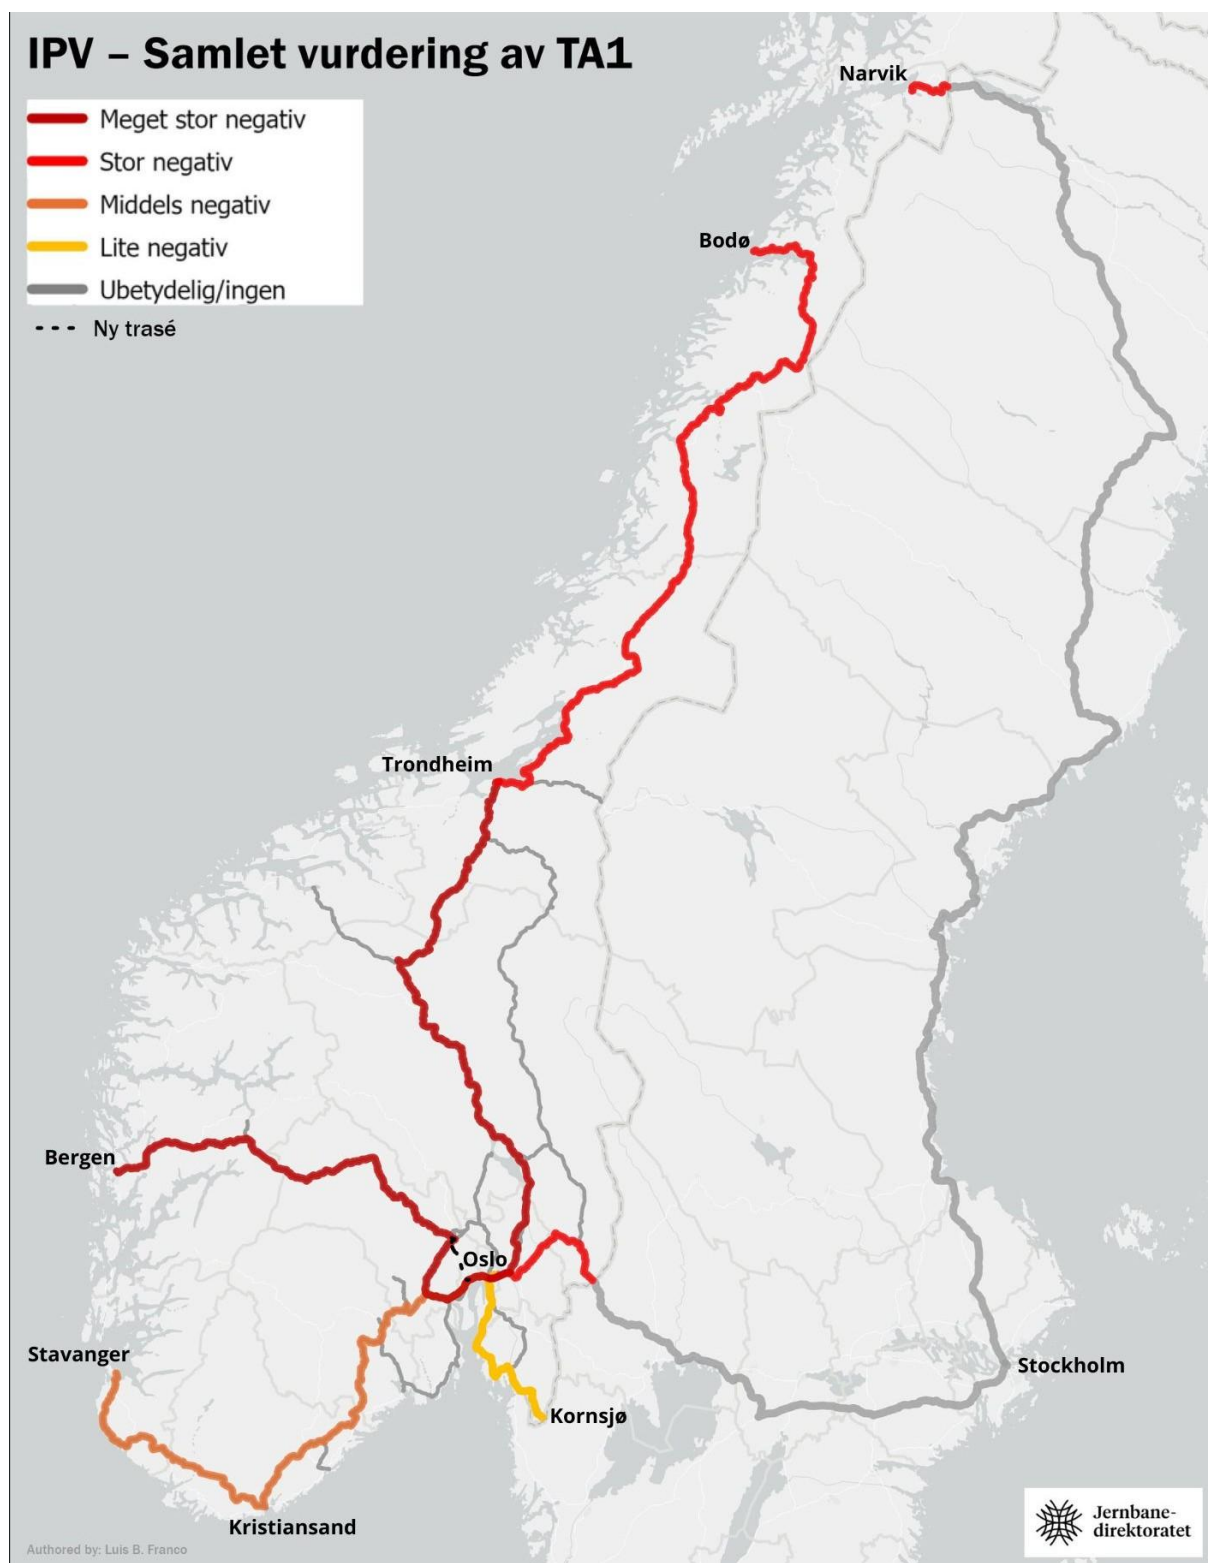 IPV – Samlet vurdering av TA1
Meget stor negativ
Stor negativ
Middels negativ
Lite negativ
Ubetydelig/ingen
Ny trasé
Narvik
Bodø
Trondheim
Bergen
Oslo
Stavanger
Stockholm
Kornsjø
Kristiansand
Jernbane-
direktoratet
Authored by: Luis B. Franco